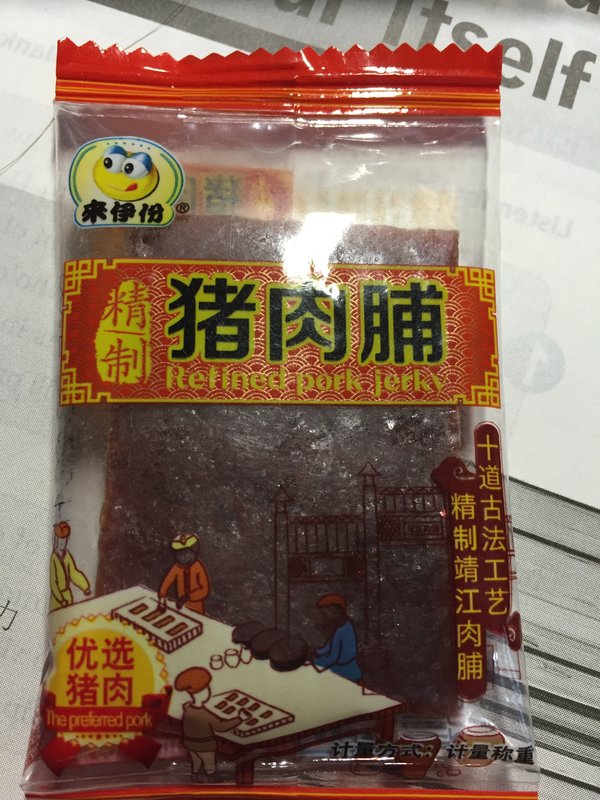 Itself
来伊份®
精制
猪肉脯
Refined pork jerky
十道古法工艺
精制靖江肉脯
优选
猪肉
The preferred pork
计量方式：计量称重
力